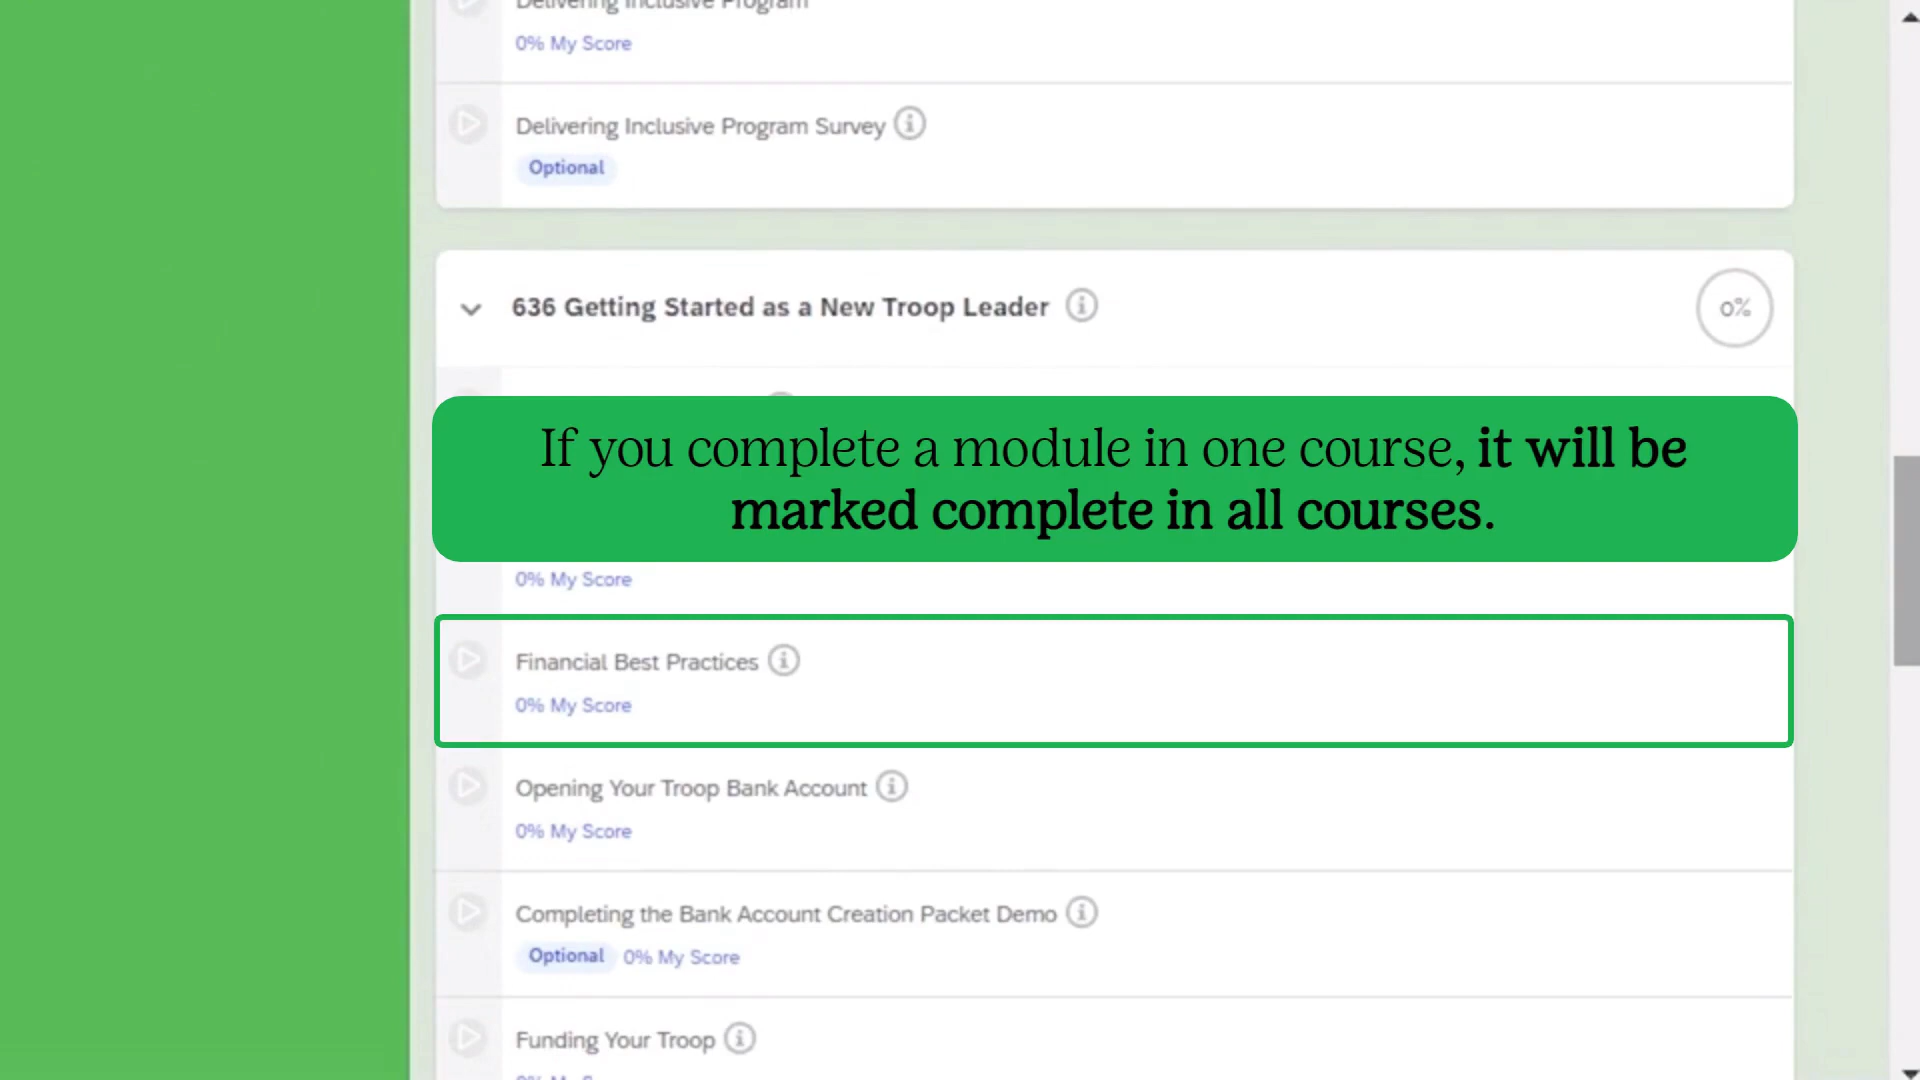 Delivering Inclusive Program
0% My Score
Delivering Inclusive Program Survey
Optional
636 Getting Started as a New Troop Leader
0%
If you complete a module in one course, it will be
marked complete in all courses.
0% My Score
Financial Best Practices
0% My Score
Opening Your Troop Bank Account
0% My Score
Completing the Bank Account Creation Packet Demo
Optional 0% My Score
Funding Your Troop